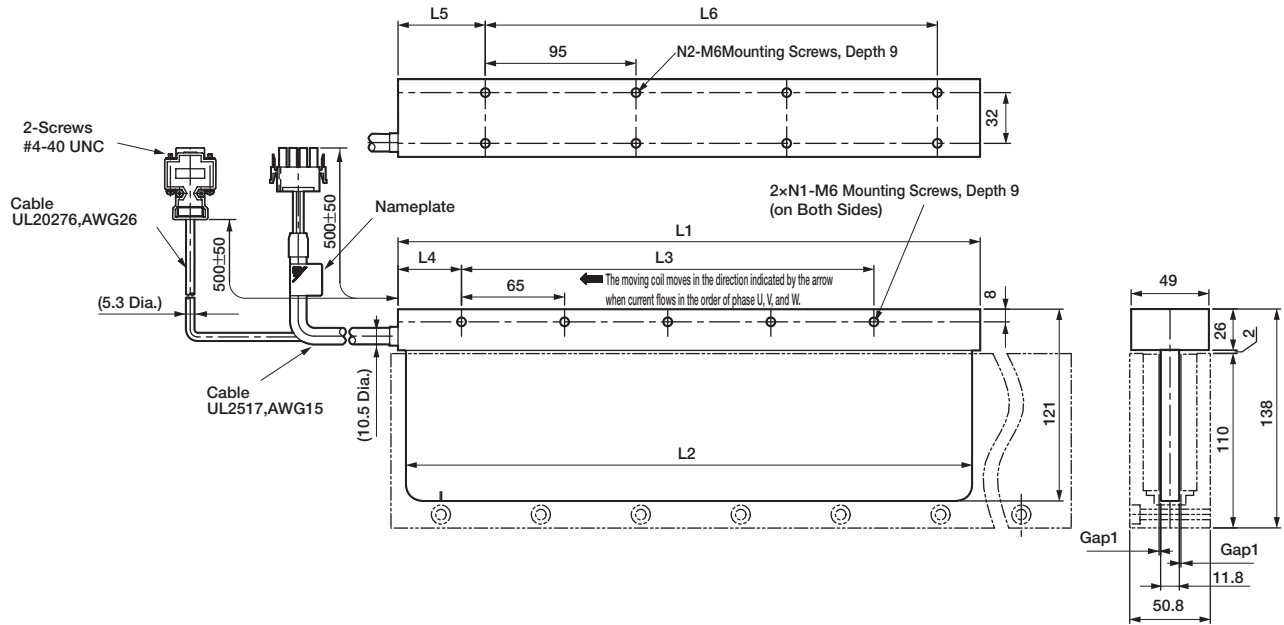 L5
L6
95
N2-M6Mounting Screws, Depth 9
32
2-Screws
#4-40 UNC
Cable
UL20276,AWG26
500±50
500±50
Nameplate
2×N1-M6 Mounting Screws, Depth 9
(on Both Sides)
L1
L4
L3
The moving coil moves in the direction indicated by the arrow
when current flows in the order of phase U, V, and W.
65
8
(5.3 Dia.)
Cable
UL2517,AWG15
(10.5 Dia.)
L2
121
49
26
2
110
138
Gap1
Gap1
11.8
50.8